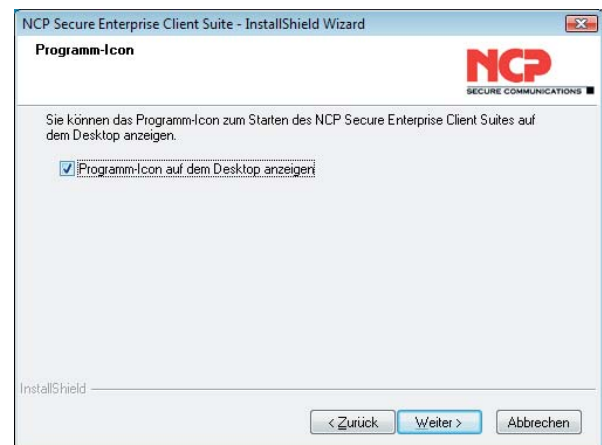 NCP Secure Enterprise Client Suite - InstallShield Wizard
Programm-Icon
NCP
SECURE COMMUNICATIONS
Sie können das Programm-Icon zum Starten des NCP Secure Enterprise Client Suites auf
dem Desktop anzeigen.
Programm-Icon auf dem Desktop anzeigen
InstallShield
< Zurück
Weiter >
Abbrechen